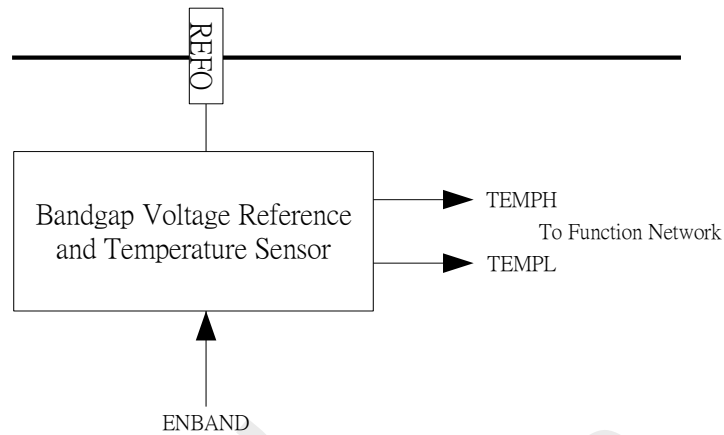 REFO
Bandgap Voltage Reference
and Temperature Sensor
TEMPH
To Function Network
TEMPL
ENBAND